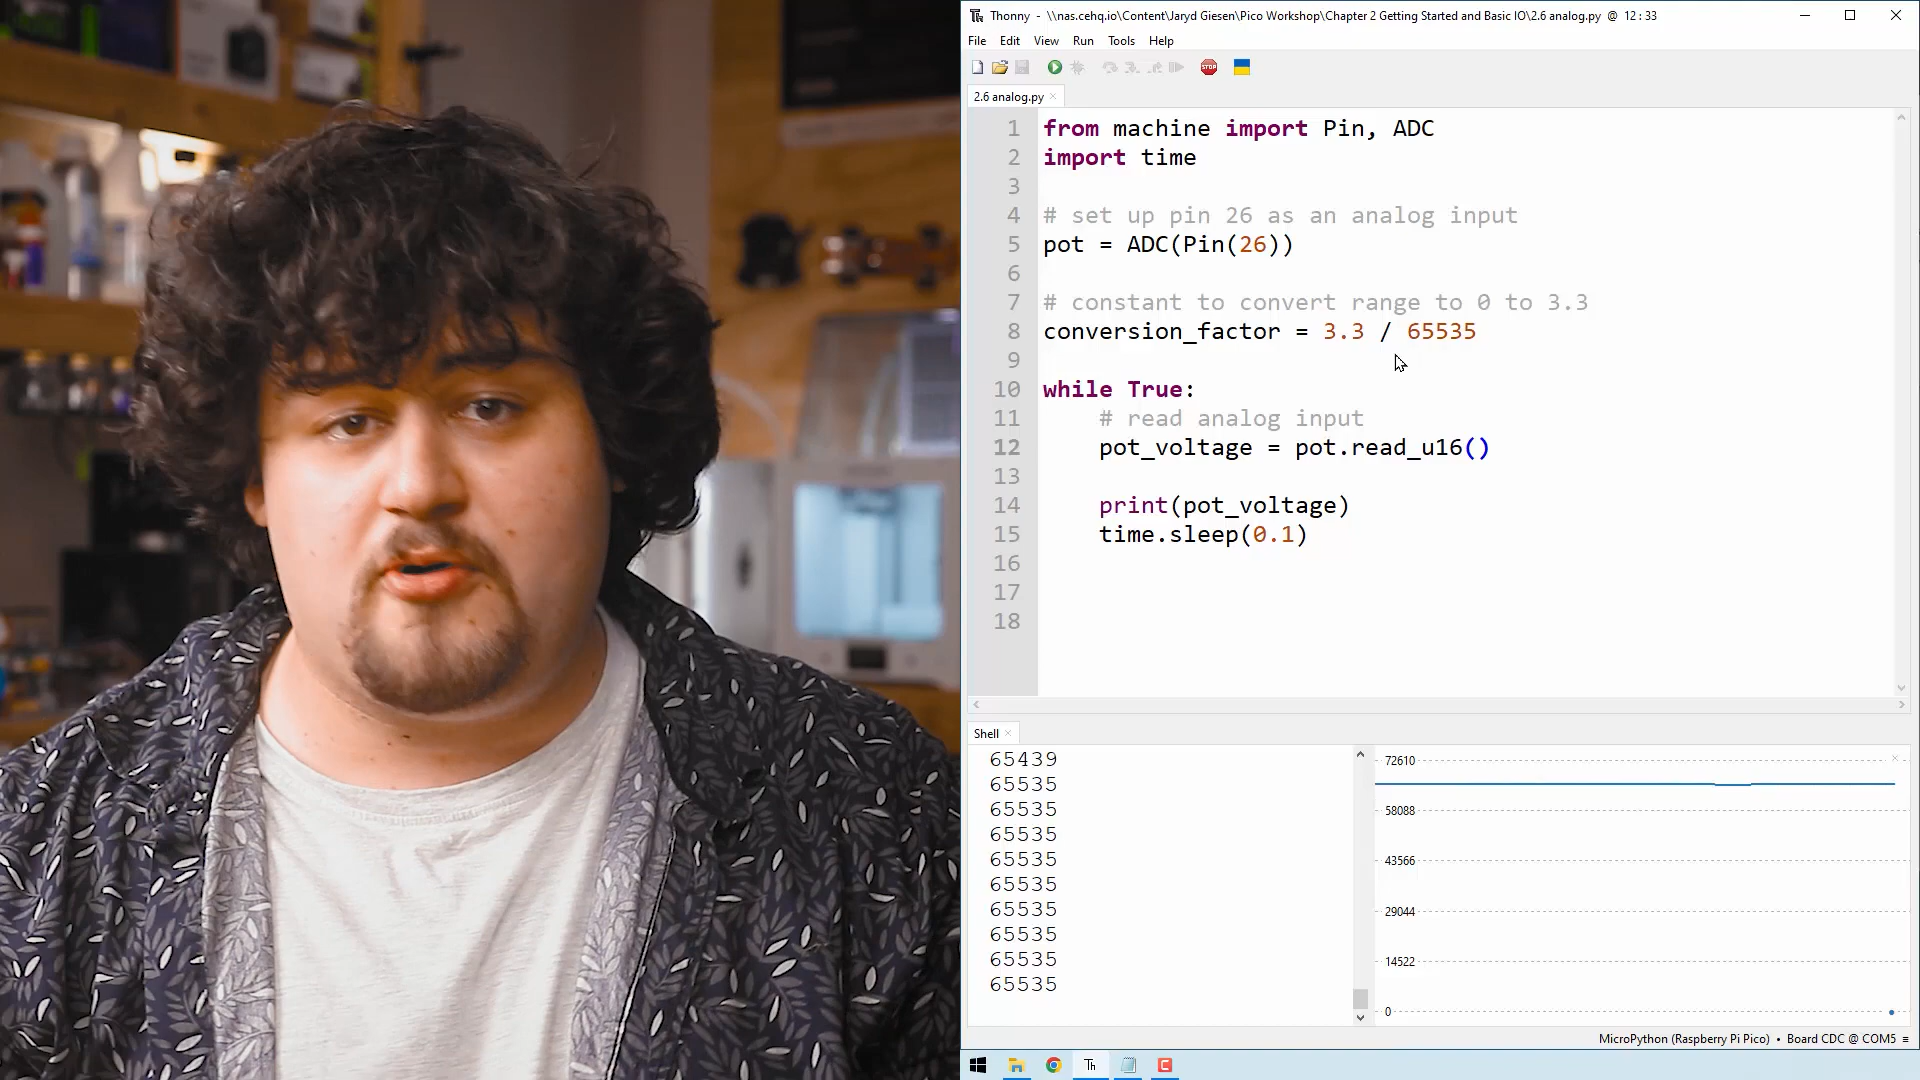 Thonny - \\nas.cehq.io\Content\Jaryd Giesen\Pico Workshop\Chapter 2 Getting Started and Basic IO\2.6 analog.py @ 12 : 33
File Edit View Run Tools Help
STOP
2.6 analog.py
1 from machine import Pin, ADC
2 import time
3
4 # set up pin 26 as an analog input
5 pot = ADC(Pin(26))
6
7 # constant to convert range to 0 to 3.3
8 conversion_factor = 3.3 / 65535
9
10 while True:
11 # read analog input
12 pot_voltage = pot.read_u16()
13
14 print(pot_voltage)
15 time.sleep(0.1)
16
17
18
Shell
65439
65535
65535
65535
65535
65535
65535
65535
65535
65535
72610
58088
43566
29044
14522
0
MicroPython (Raspberry Pi Pico) • Board CDC @ COM5